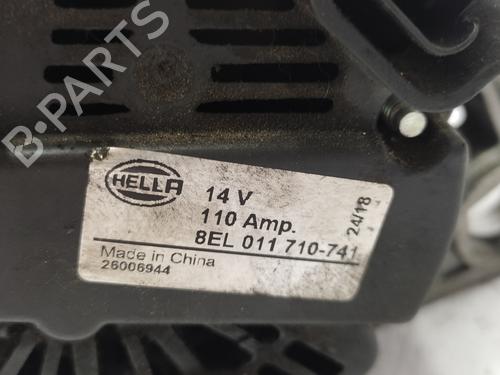 B-PARTS
HELLA
14 V
110 Amp.
8EL 011 710-741
24/18
Made in China
26006944